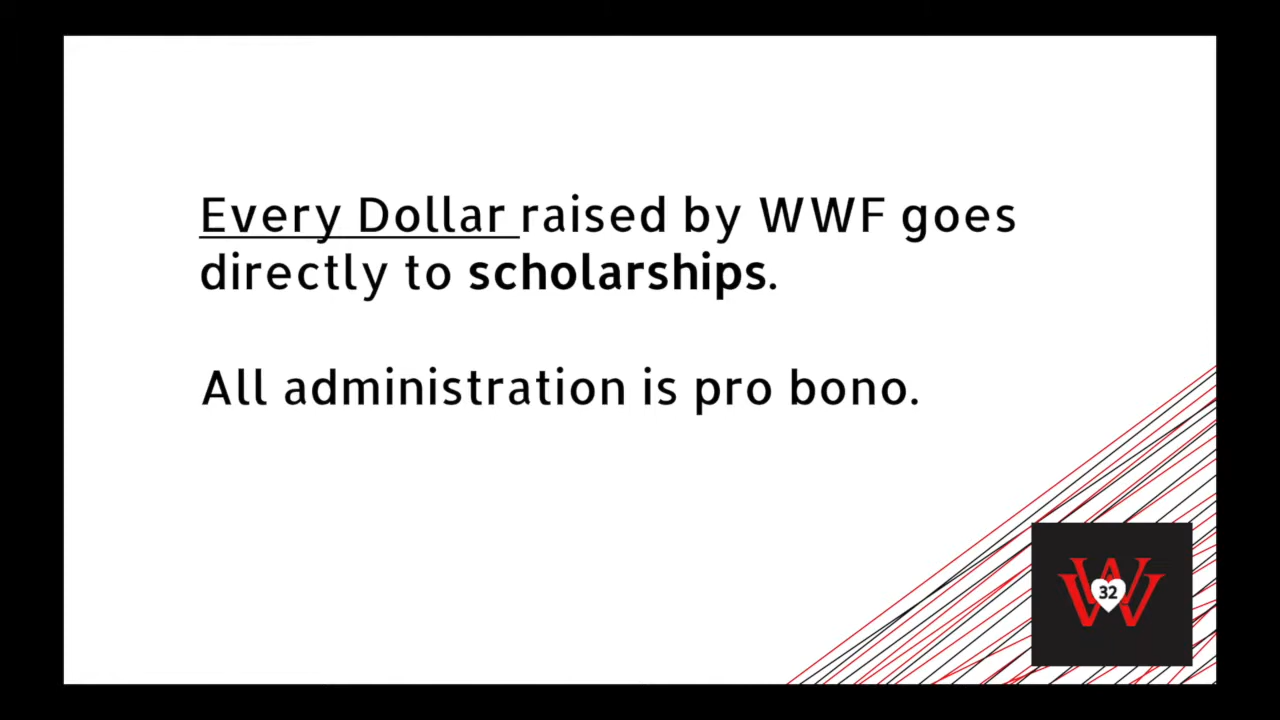 Every Dollar raised by WWF goes
directly to scholarships.
All administration is pro bono.
W
32